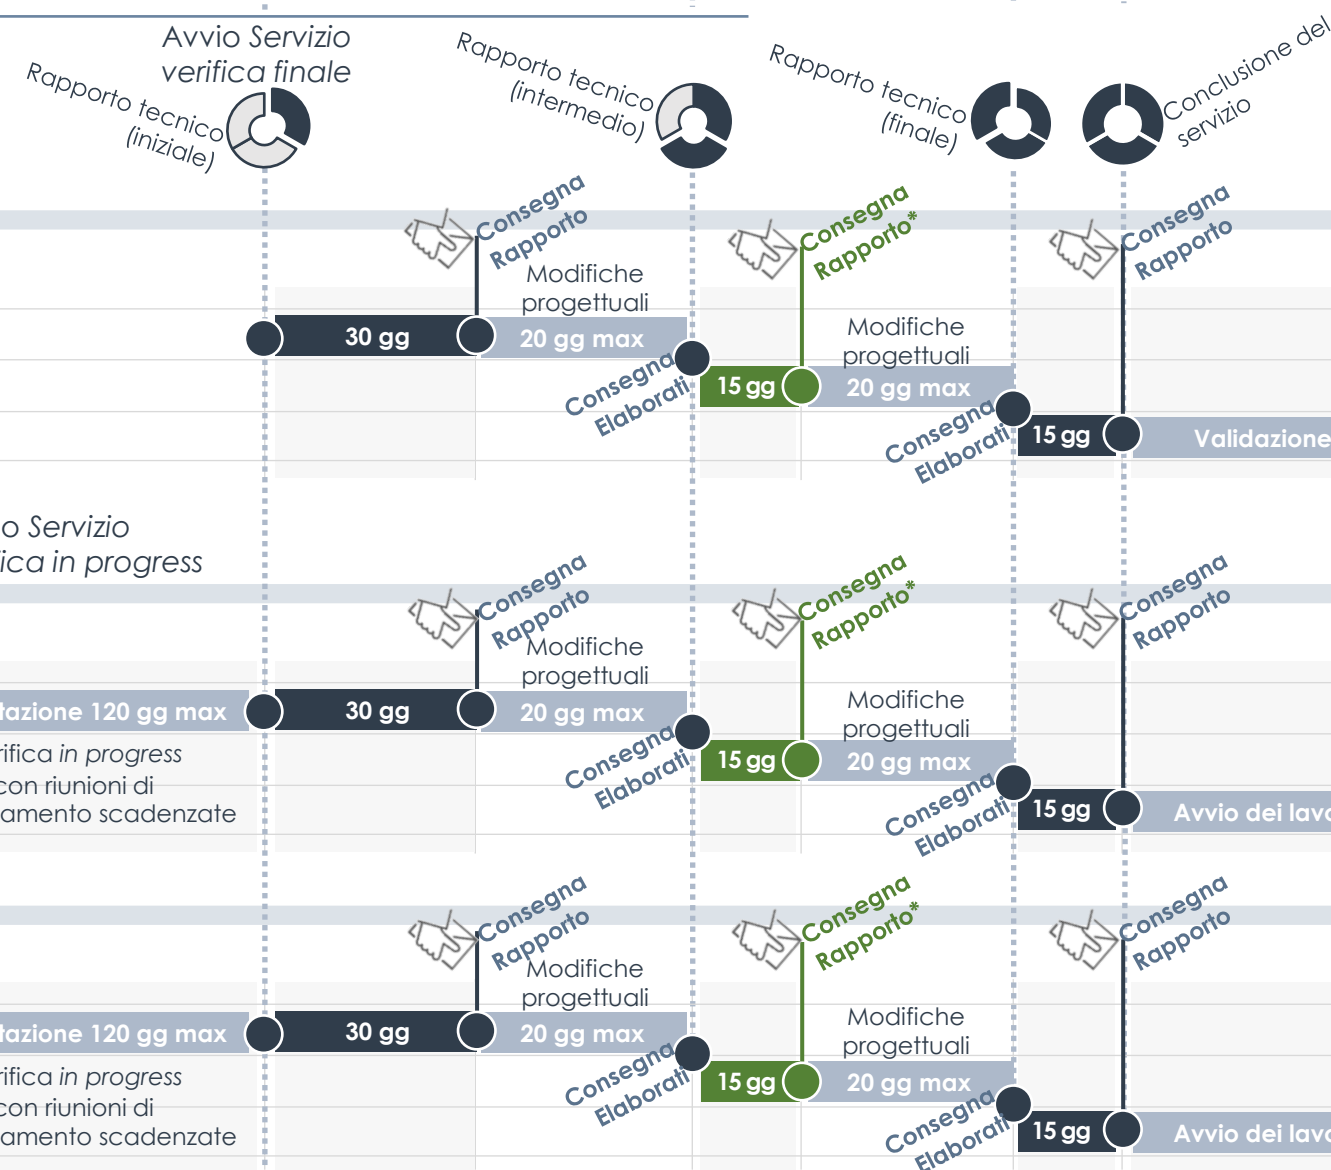 Avvio Servizio
verifica finale
Rapporto tecnico
(iniziale)
Rapporto tecnico
(intermedio)
Rapporto tecnico
(finale)
Conclusione del
servizio
Consegna
Rapporto
Consegna
Rapporto*
Consegna
Rapporto
Modifiche
progettuali
30 gg
20 gg max
Consegna
Elaborati
Modifiche
progettuali
15 gg
20 gg max
Consegna
Elaborati
15 gg
Validazione
o Servizio
ica in progress
Consegna
Rapporto
Consegna
Rapporto*
Consegna
Rapporto
Modifiche
progettuali
tazione 120 gg max
30 gg
20 gg max
Consegna
Elaborati
Modifiche
progettuali
15 gg
20 gg max
Consegna
Elaborati
15 gg
Avvio dei lavo
rifica in progress
con riunioni di
amento scadenzate
Consegna
Rapporto
Consegna
Rapporto*
Consegna
Rapporto
Modifiche
progettuali
tazione 120 gg max
30 gg
20 gg max
Consegna
Elaborati
Modifiche
progettuali
15 gg
20 gg max
Consegna
Elaborati
15 gg
Avvio dei lavo
rifica in progress
con riunioni di
amento scadenzate